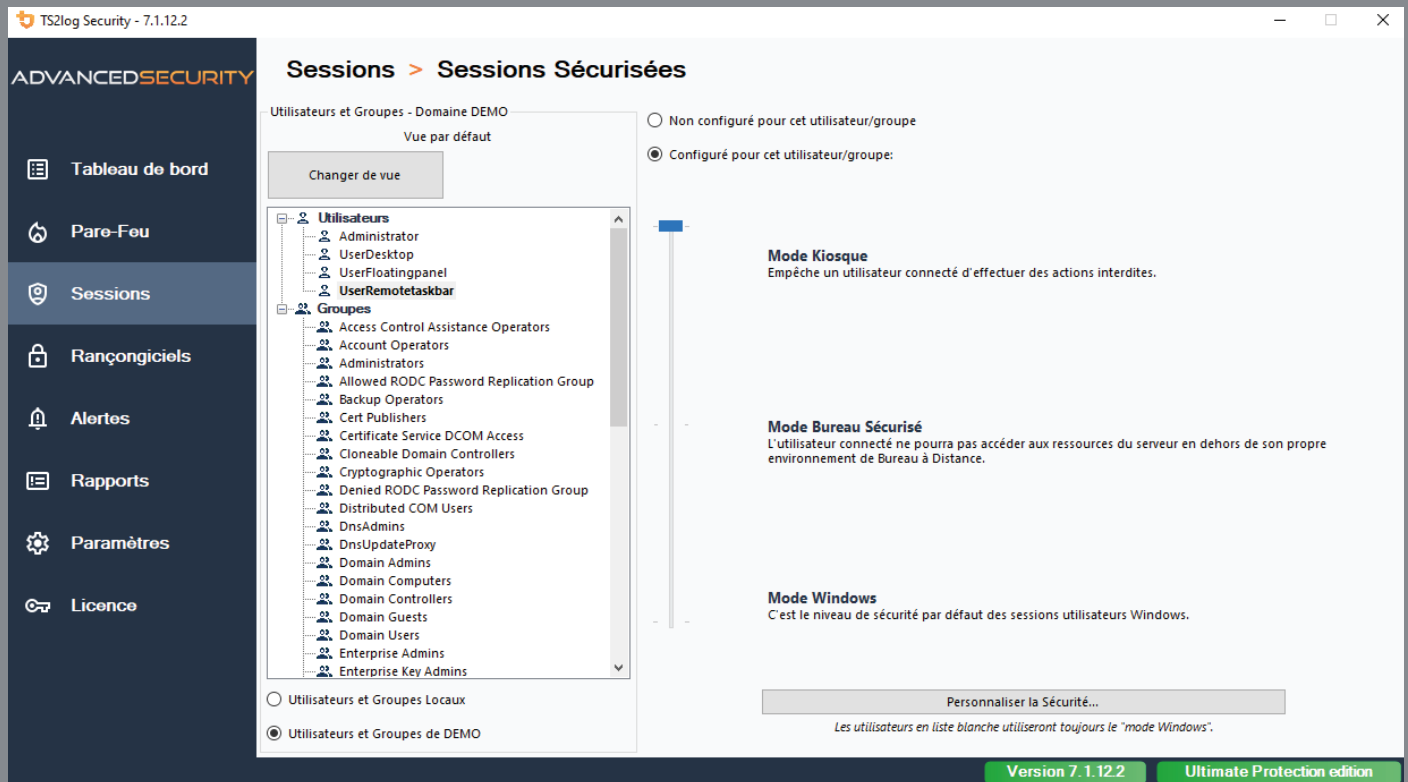 TS2log Security - 7.1.12.2
ADVANCEDSECURITY
Tableau de bord
Pare-Feu
Sessions
Rançongiciels
Alertes
Rapports
Paramètres
Licence
Sessions > Sessions Sécurisées
Utilisateurs et Groupes - Domaine DEMO
Vue par défaut
Changer de vue
Utilisateurs
Administrator
UserDesktop
UserFloatingpanel
UserRemotetaskbar
Groupes
Access Control Assistance Operators
Account Operators
Administrators
Allowed RODC Password Replication Group
Backup Operators
Cert Publishers
Certificate Service DCOM Access
Cloneable Domain Controllers
Cryptographic Operators
Denied RODC Password Replication Group
Distributed COM Users
DnsAdmins
DnsUpdateProxy
Domain Admins
Domain Computers
Domain Controllers
Domain Guests
Domain Users
Enterprise Admins
Enterprise Key Admins
Utilisateurs et Groupes Locaux
Utilisateurs et Groupes de DEMO
Non configuré pour cet utilisateur/groupe
Configuré pour cet utilisateur/groupe:
Mode Kiosque
Empêche un utilisateur connecté d'effectuer des actions interdites.
Mode Bureau Sécurisé
L'utilisateur connecté ne pourra pas accéder aux ressources du serveur en dehors de son propre
environnement de Bureau à Distance.
Mode Windows
C'est le niveau de sécurité par défaut des sessions utilisateurs Windows.
Personnaliser la Sécurité...
Les utilisateurs en liste blanche utiliseront toujours le "mode Windows".
Version 7.1.12.2
Ultimate Protection edition